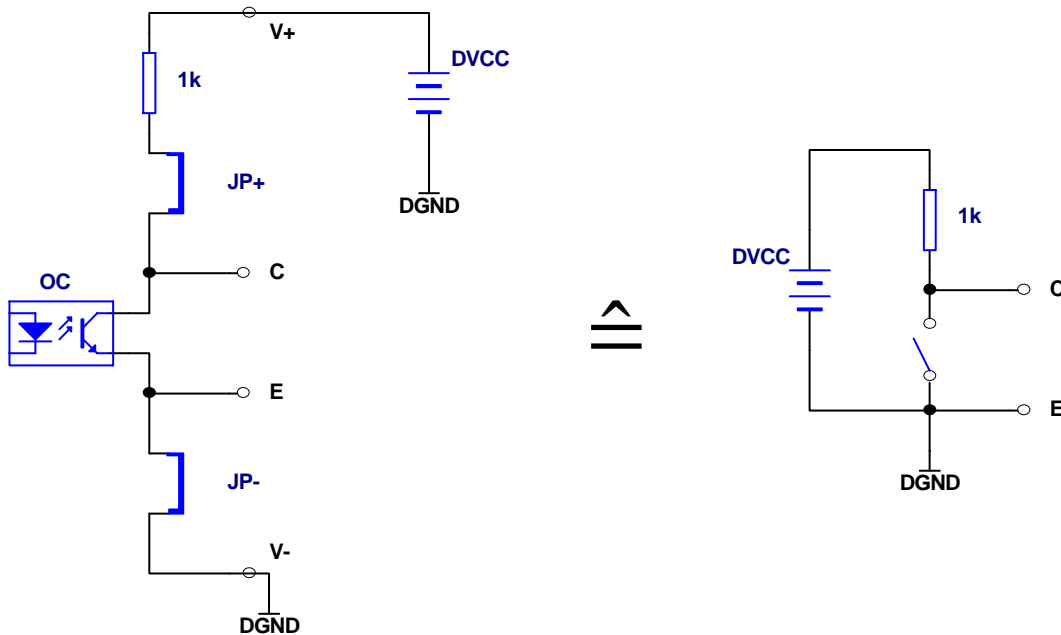 V+
DVCC
1k
JP+
DGND
OC
C
E
JP-
V-
DGND
≙
1k
DVCC
C
E
DGND